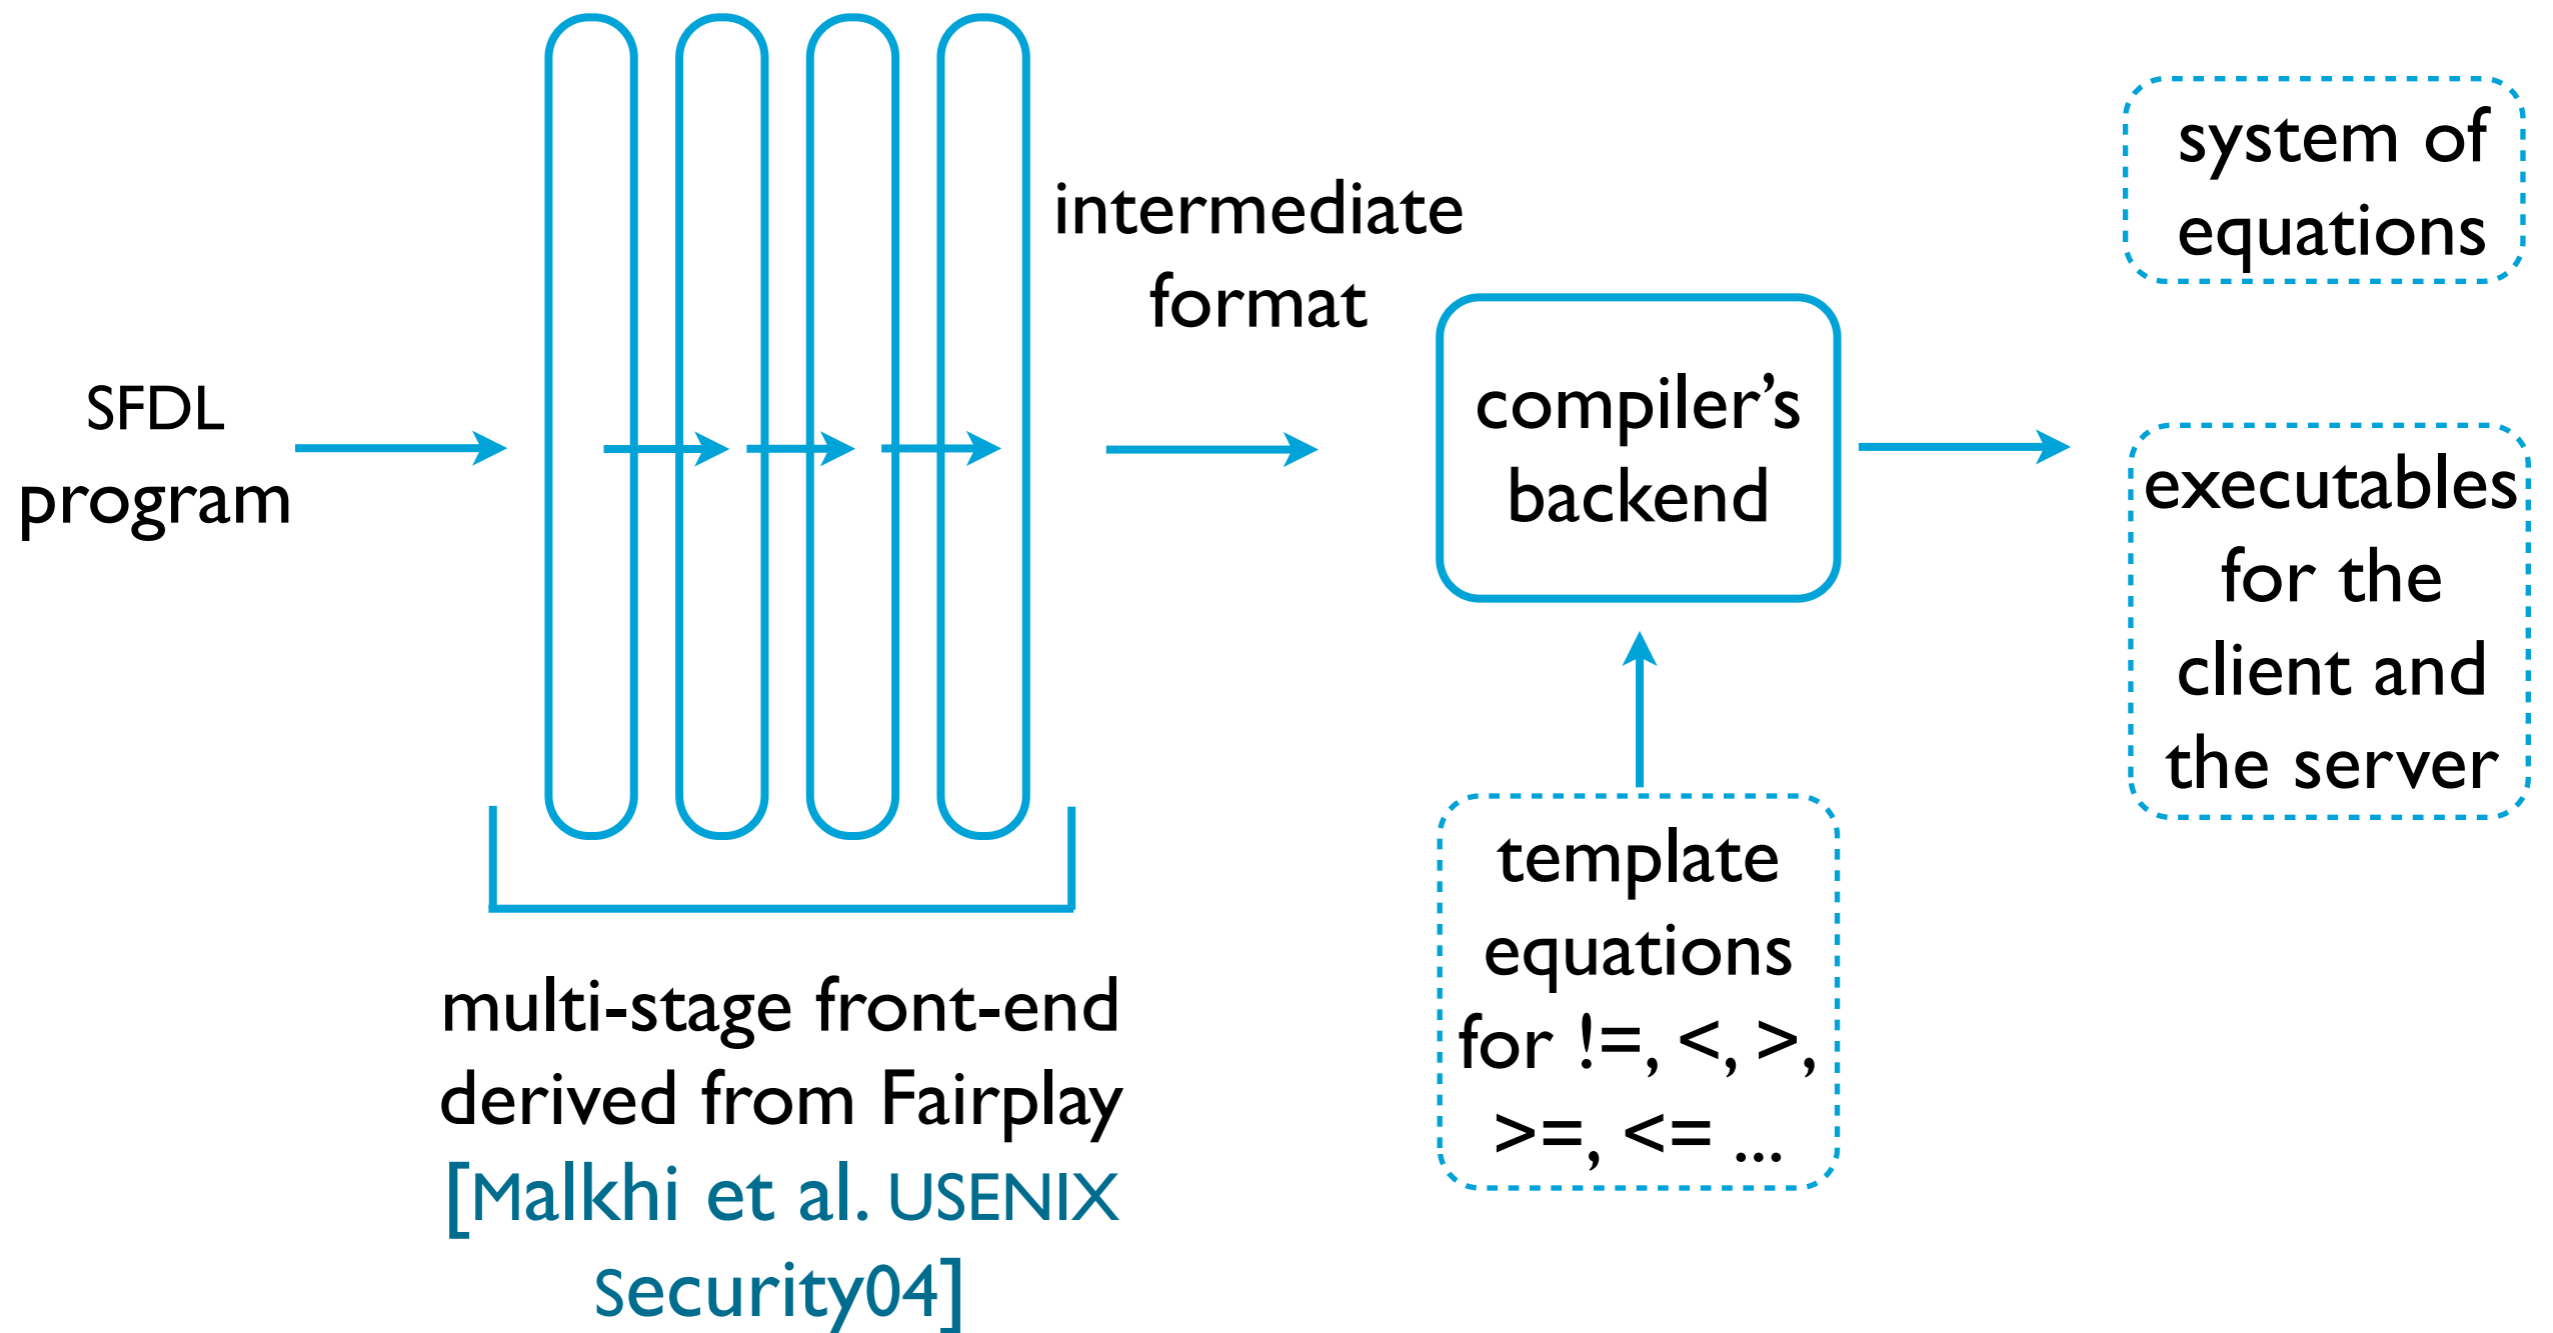 SFDL
program
intermediate
format
multi-stage front-end
derived from Fairplay
[Malkhi et al. USENIX
Security04]
compiler’s
backend
template
equations
for !=, <, >,
>=, <= ...
system of
equations
executables
for the
client and
the server